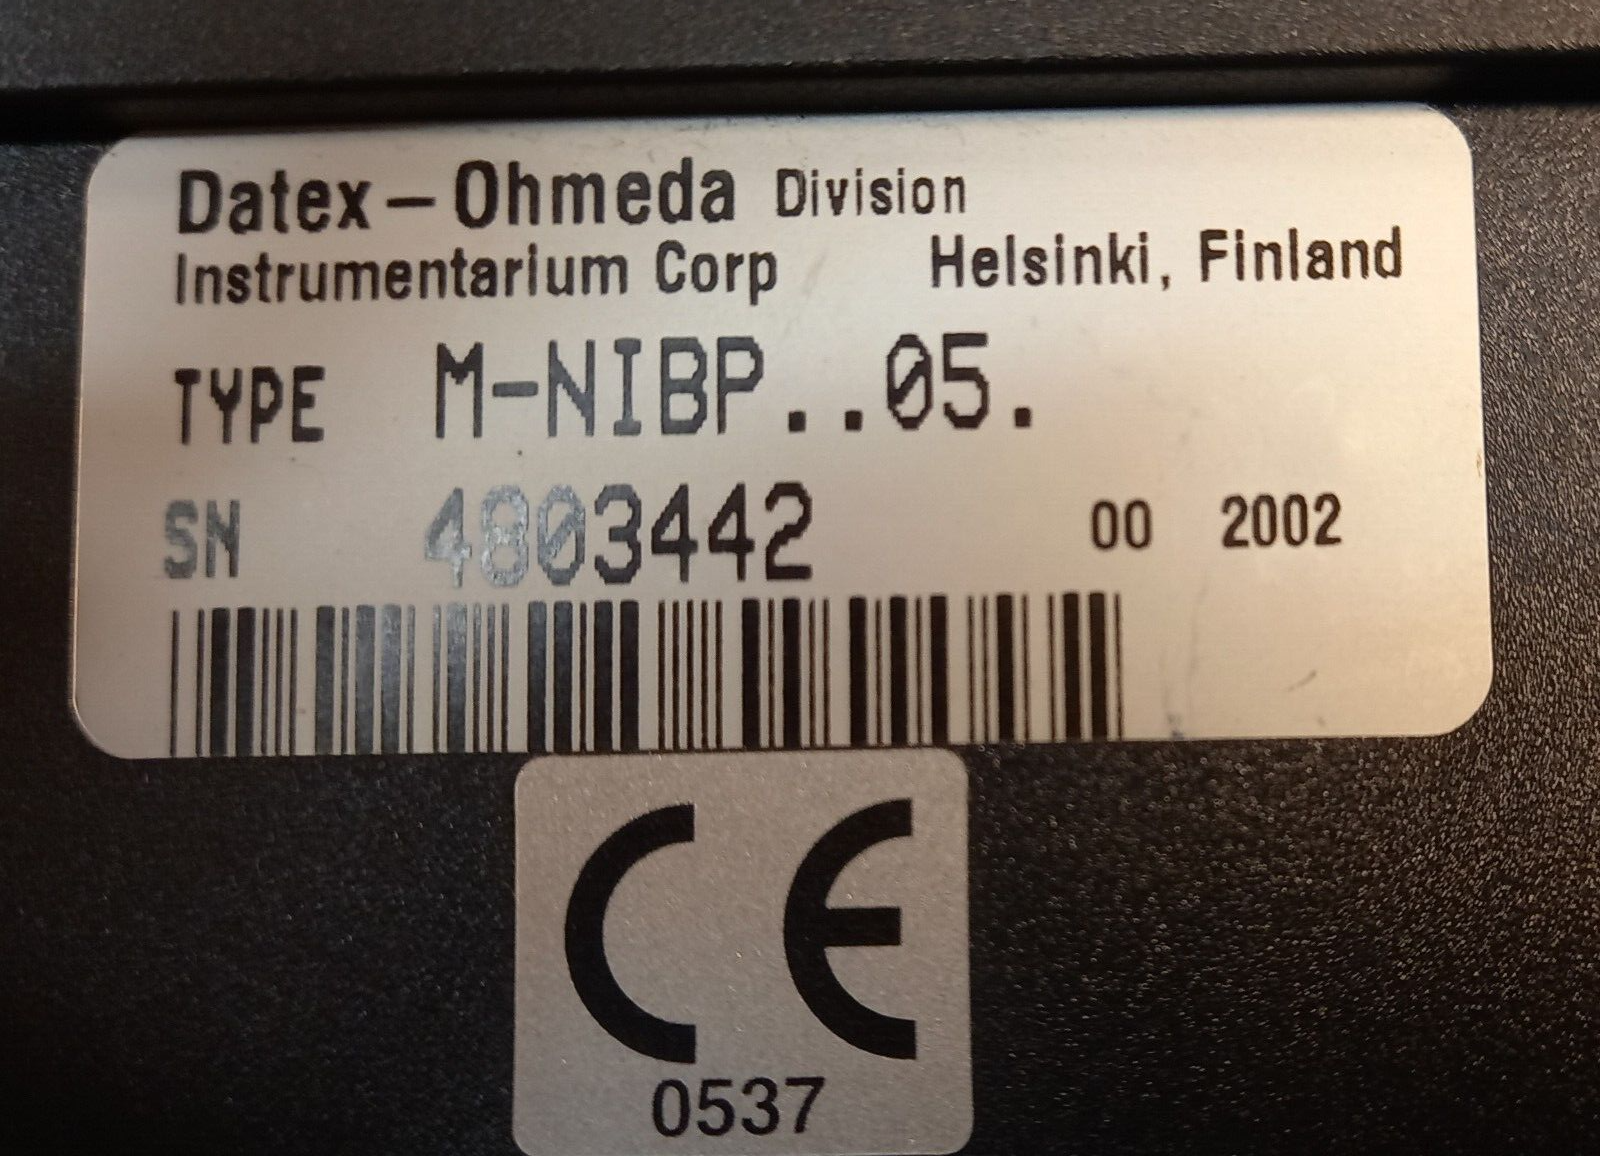 Datex-Ohmeda Division
Instrumentarium Corp Helsinki, Finland
TYPE M-NIBP..05.
SN 4803442 00 2002
CE
0537